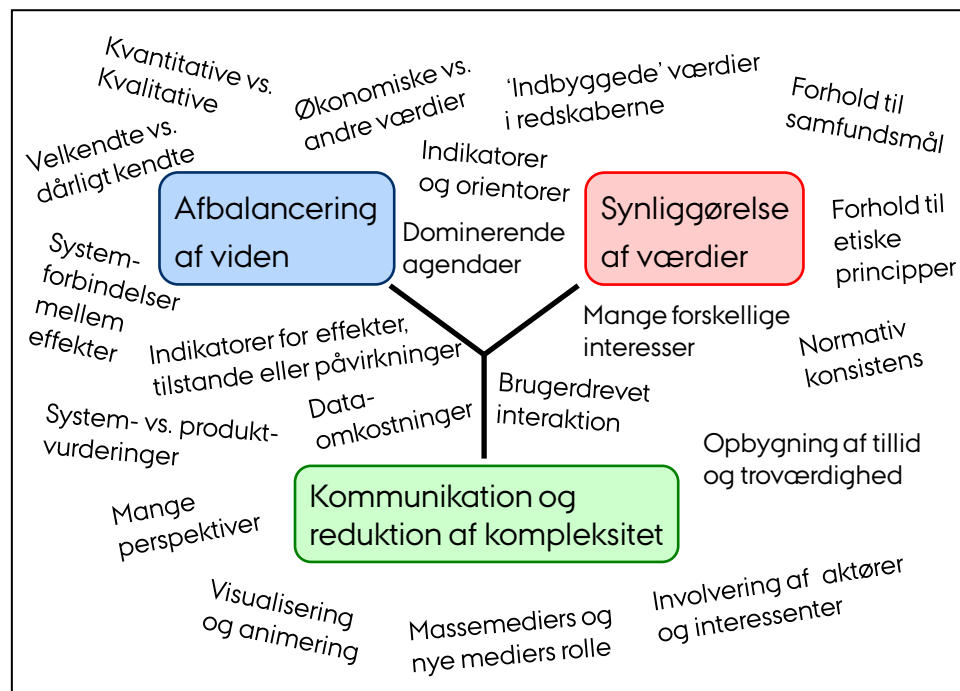 Kvantitative vs.
Kvalitative
Økonomiske vs.
andre værdier
‘Indbyggede’ værdier
i redskaberne
Forhold til
samfundsmål
Velkendte vs.
dårligt kendte
Indikatorer
og orientorer
Afbalancering
af viden
Synliggørelse
af værdier
Dominerende
agendaer
Forhold til
etiske
principper
System-
forbindelser
mellem
effekter
Indikatorer for effekter,
tilstande eller påvirkninger
Mange forskellige
interesser
Normativ
konsistens
System- vs. produkt-
vurderinger
Data-
omkostninger
Brugerdrevet
interaktion
Opbygning af tillid
og troværdighed
Kommunikation og
reduktion af kompleksitet
Mange
perspektiver
Visualisering
og animering
Massemediers og
nye mediers rolle
Involvering af aktører
og interessenter